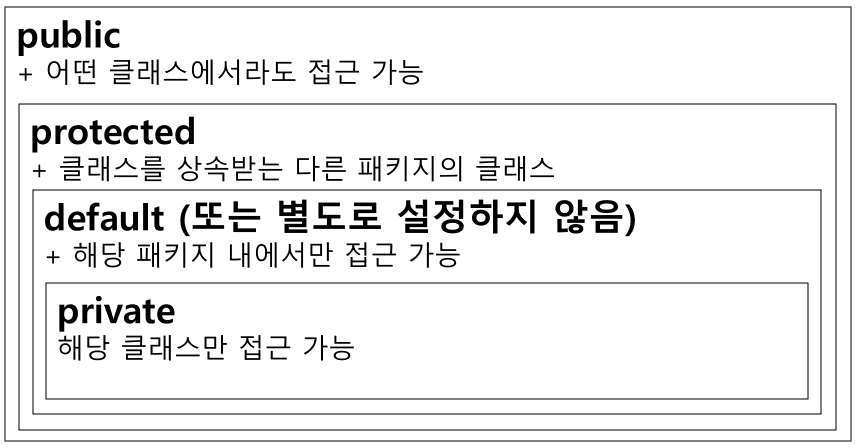 public
+ 어떤 클래스에서라도 접근 가능
protected
+ 클래스를 상속받는 다른 패키지의 클래스
default (또는 별도로 설정하지 않음)
+ 해당 패키지 내에서만 접근 가능
private
해당 클래스만 접근 가능